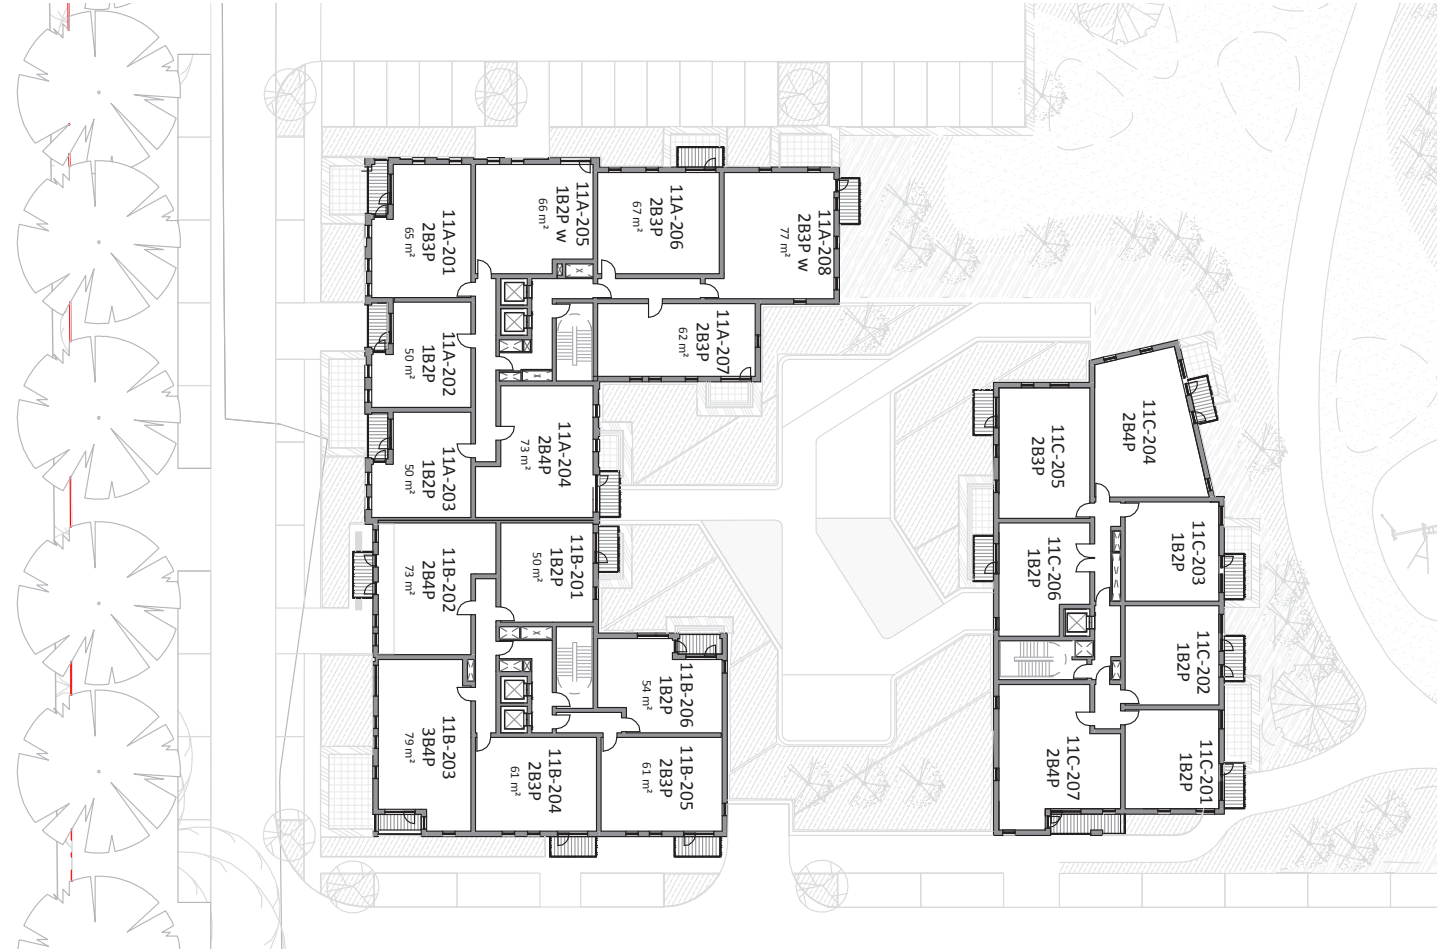 11A-201
2B3P
65 m²
11A-205
1B2P w
66 m²
11A-206
2B3P
67 m²
11A-208
2B3P w
77 m²
11A-202
1B2P
50 m²
11A-207
2B3P
62 m²
11A-203
1B2P
50 m²
11A-204
2B4P
73 m²
11B-202
2B4P
73 m²
11B-201
1B2P
50 m²
11B-203
3B4P
79 m²
11B-206
1B2P
54 m²
11B-204
2B3P
61 m²
11B-205
2B3P
61 m²
11C-204
2B4P
11C-205
2B3P
11C-203
1B2P
11C-206
1B2P
11C-202
1B2P
11C-207
2B4P
11C-201
1B2P